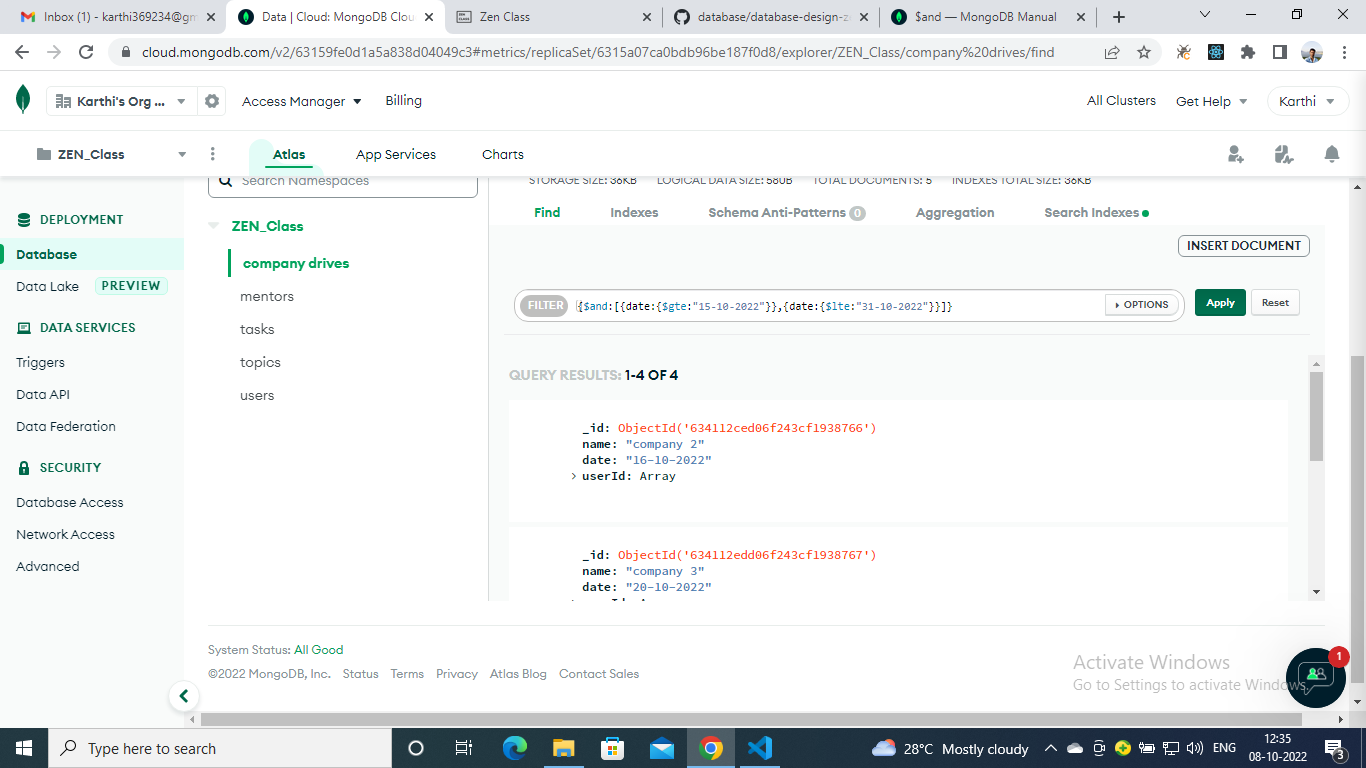 Inbox (1) - karthi369234@gm
Data | Cloud: MongoDB Clou
Zen Class
database/database-design-ze
$and — MongoDB Manual
cloud.mongodb.com/v2/63159fe0d1a5a838d04049c3#metrics/replicaSet/6315a07ca0bdb96be187f0d8/explorer/ZEN_Class/company%20drives/find
Karthi's Org ...
Access Manager
Billing
All Clusters
Get Help
Karthi
ZEN_Class
Atlas
App Services
Charts
Search Namespaces
STORAGE SIZE: 36KB LOGICAL DATA SIZE: 580B TOTAL DOCUMENTS: 5 INDEXES TOTAL SIZE: 36KB
DEPLOYMENT
Database
Data Lake PREVIEW
DATA SERVICES
Triggers
Data API
Data Federation
SECURITY
Database Access
Network Access
Advanced
ZEN_Class
company drives
mentors
tasks
topics
users
Find Indexes Schema Anti-Patterns 0 Aggregation Search Indexes
INSERT DOCUMENT
FILTER {$and:[{date:{$gte:"15-10-2022"}},{date:{$lte:"31-10-2022"}}]} OPTIONS Apply Reset
QUERY RESULTS: 1-4 OF 4
_id: ObjectId('634112ced06f243cf1938766')
name: "company 2"
date: "16-10-2022"
userId: Array
_id: ObjectId('634112edd06f243cf1938767')
name: "company 3"
date: "20-10-2022"
System Status: All Good
©2022 MongoDB, Inc. Status Terms Privacy Atlas Blog Contact Sales
Activate Windows
Go to Settings to activate Windows.
1
Type here to search
28°C Mostly cloudy
ENG
12:35
08-10-2022
3